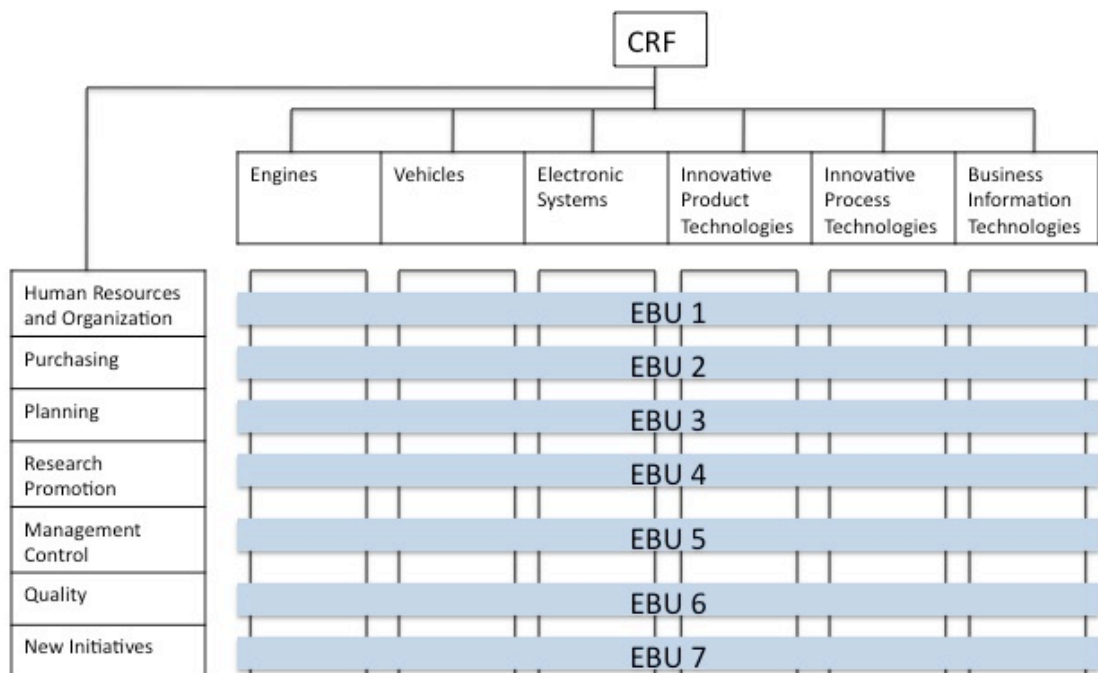 CRF
Engines
Vehicles
Electronic
Systems
Innovative
Product
Technologies
Innovative
Process
Technologies
Business
Information
Technologies
Human Resources
and Organization
EBU 1
Purchasing
EBU 2
Planning
EBU 3
Research
Promotion
EBU 4
Management
Control
EBU 5
Quality
EBU 6
New Initiatives
EBU 7